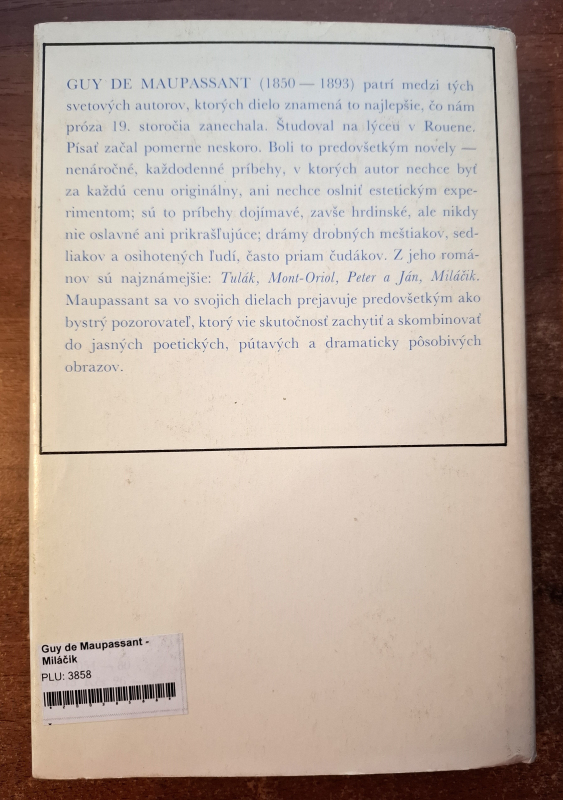 GUY DE MAUPASSANT (1850 — 1893) patrí medzi tých
svetových autorov, ktorých dielo znamená to najlepšie, čo nám
próza 19. storočia zanechala. Študoval na lýceu v Rouene.
Písať začal pomerne neskoro. Boli to predovšetkým novely —
nenáročné, každodenné príbehy, v ktorých autor nechce byť
za každú cenu originálny, ani nechce oslniť estetickým expe-
rimentom; sú to príbehy dojímavé, zavše hrdinské, ale nikdy
nie oslavné ani prikrašľujúce; drámy drobných meštiakov, sed-
liakov a osihotených ľudí, často priam čudákov. Z jeho romá-
nov sú najznámejšie: Tulák, Mont-Oriol, Peter a Ján, Miláčik.
Maupassant sa vo svojich dielach prejavuje predovšetkým ako
bystrý pozorovateľ, ktorý vie skutočnosť zachytiť a skombinovať
do jasných poetických, pútavých a dramaticky pôsobivých
obrazov.
Guy de Maupassant -
Miláčik
PLU: 3858